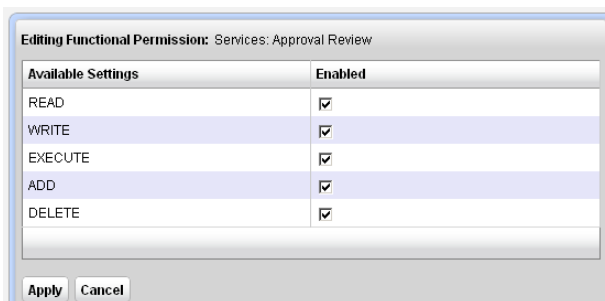 Editing Functional Permission: Services: Approval Review
Available Settings Enabled
READ
WRITE
EXECUTE
ADD
DELETE
Apply Cancel